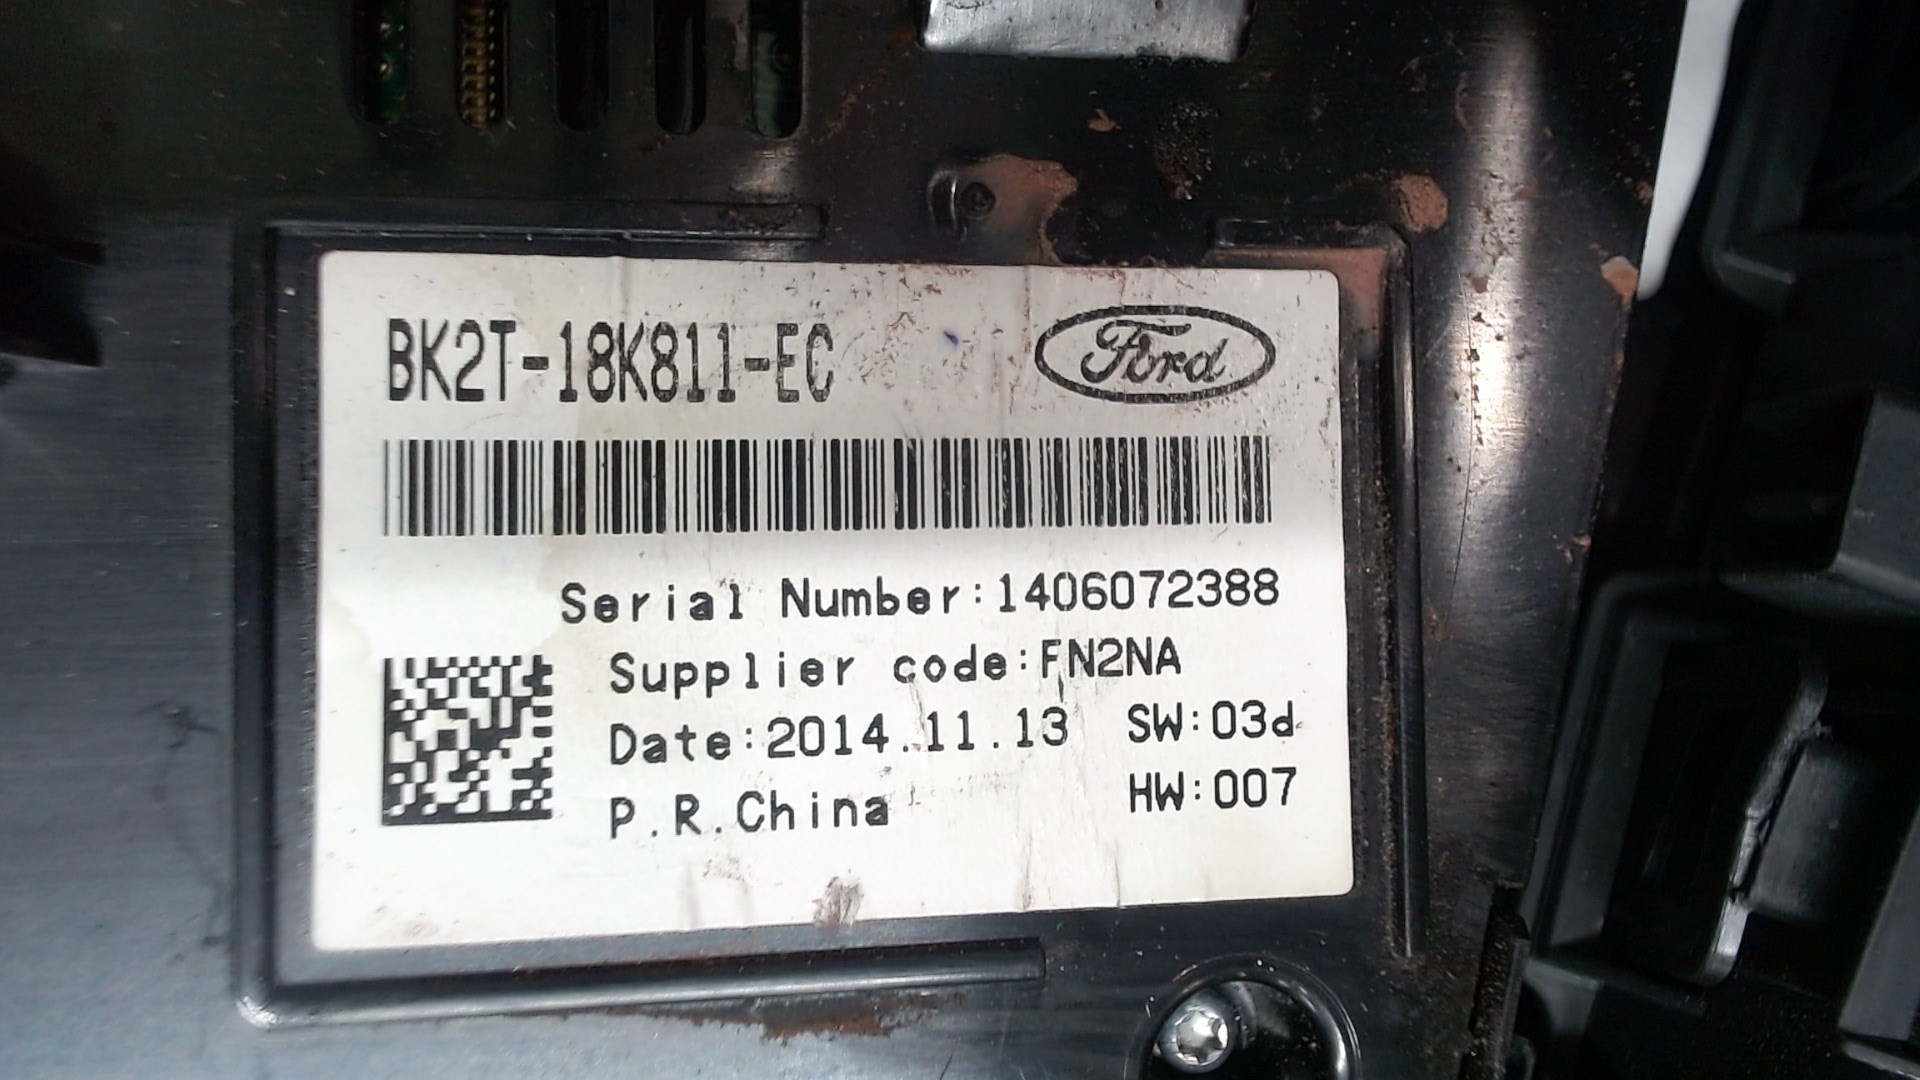 BK2T-18K811-EC
Ford
Serial Number:1406072388
Supplier code:FN2NA
Date:2014.11.13 SW:03d
P.R.China HW:007